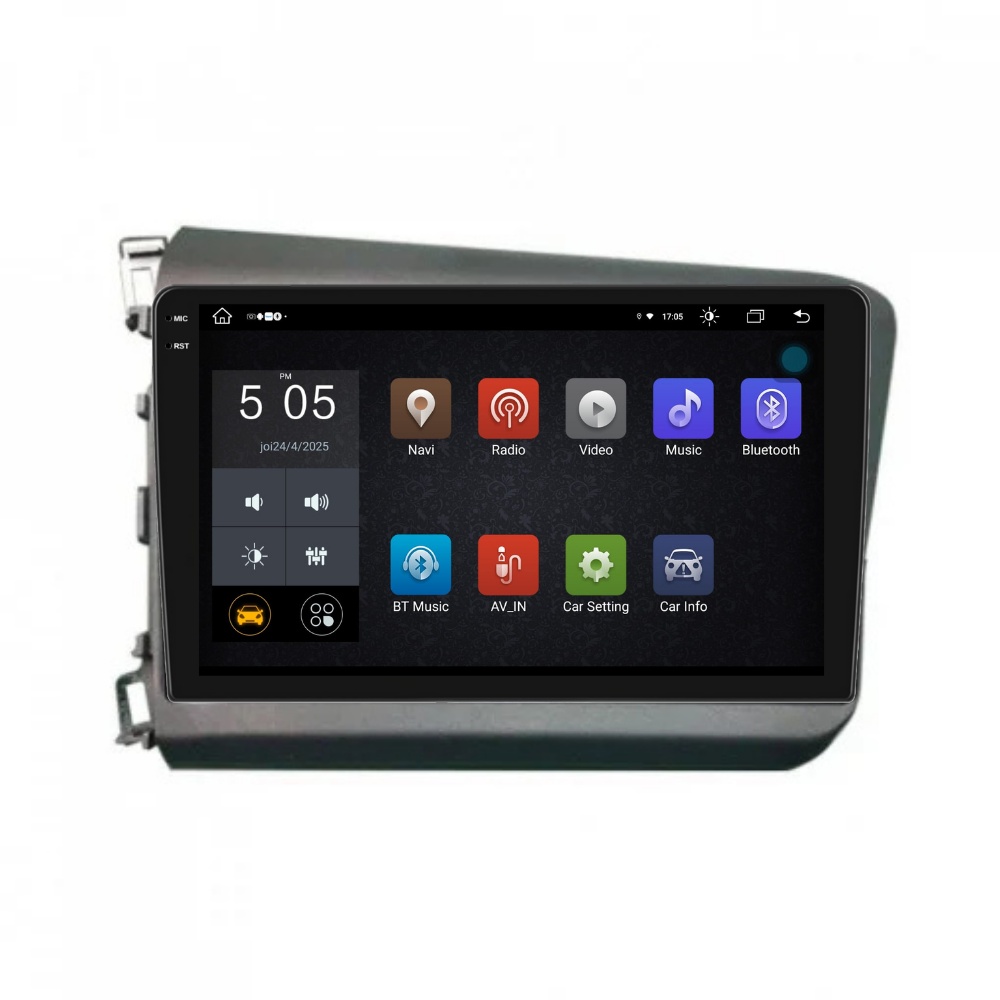 MIC
RST
17:05
PM
5 05
joi24/4/2025
Navi
Radio
Video
Music
Bluetooth
BT Music
AV_IN
Car Setting
Car Info